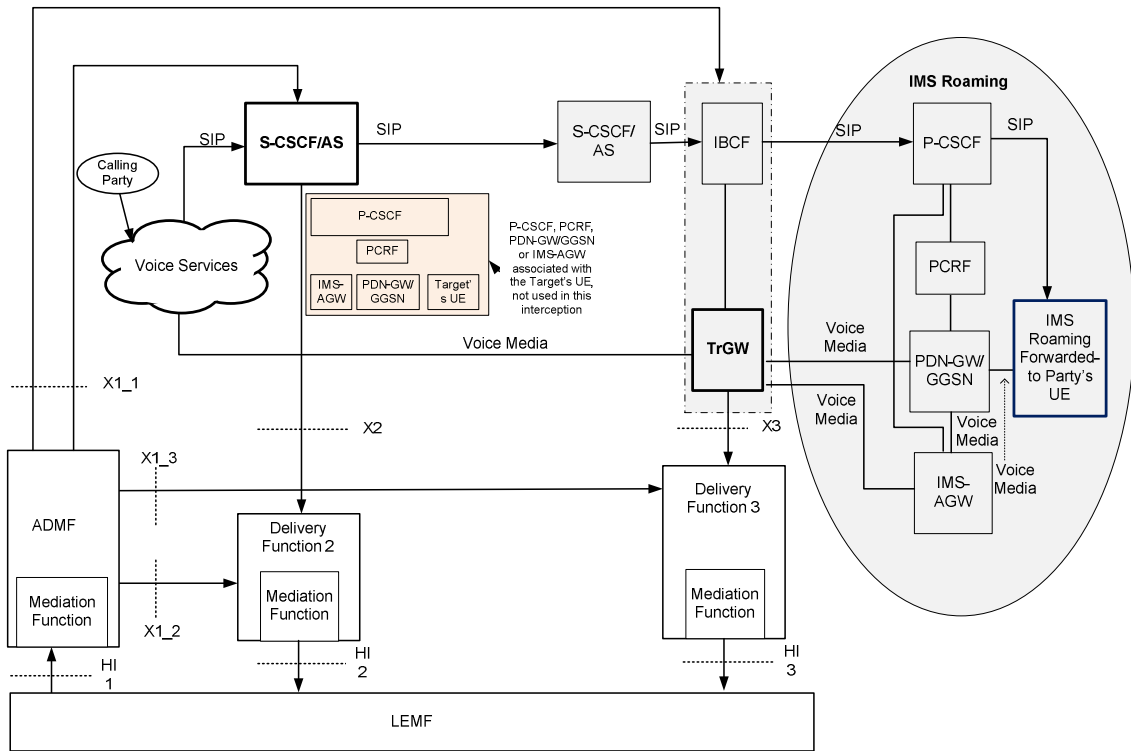 IMS Roaming
SIP
S-CSCF/AS
SIP
S-CSCF/
AS
SIP
IBCF
SIP
P-CSCF
SIP
Calling
Party
Voice Services
P-CSCF
PCRF
IMS-
AGW
PDN-GW/
GGSN
Target'
s UE
P-CSCF, PCRF,
PDN-GW/GGSN
or IMS-AGW
associated with
the Target's UE,
not used in this
interception
PCRF
Voice Media
TrGW
Voice
Media
PDN-GW/
GGSN
IMS
Roaming
Forwarded-
to Party's
UE
Voice
Media
Voice
Media
Voice
Media
IMS-
AGW
X1_1
X2
X3
X1_3
ADMF
Mediation
Function
X1_2
Delivery
Function 2
Mediation
Function
Delivery
Function 3
Mediation
Function
HI
1
HI
2
HI
3
LEMF